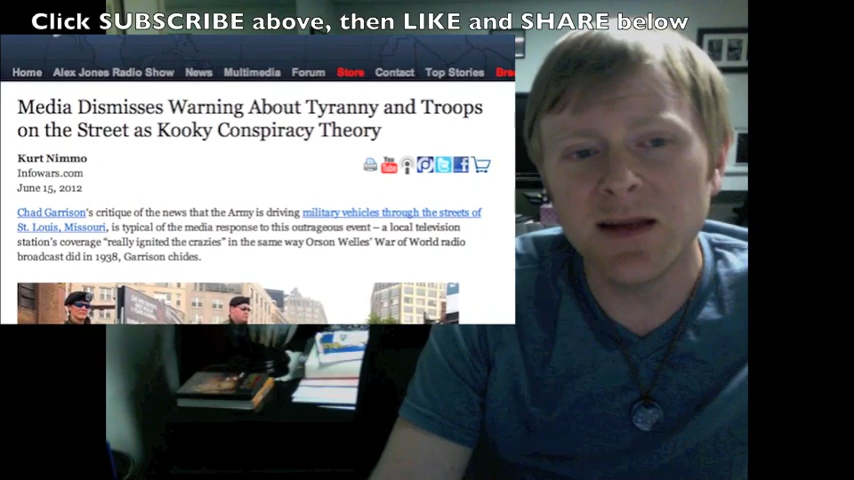 Click SUBSCRIBE above, then LIKE and SHARE below
Home Alex Jones Radio Show News Multimedia Forum Store Contact Top Stories Bre
Media Dismisses Warning About Tyranny and Troops
on the Street as Kooky Conspiracy Theory
Kurt Nimmo
Infowars.com
June 15, 2012
You Tube
Chad Garrison's critique of the news that the Army is driving military vehicles through the streets of
St. Louis, Missouri, is typical of the media response to this outrageous event – a local television
station's coverage "really ignited the crazies" in the same way Orson Welles' War of World radio
broadcast did in 1938, Garrison chides.